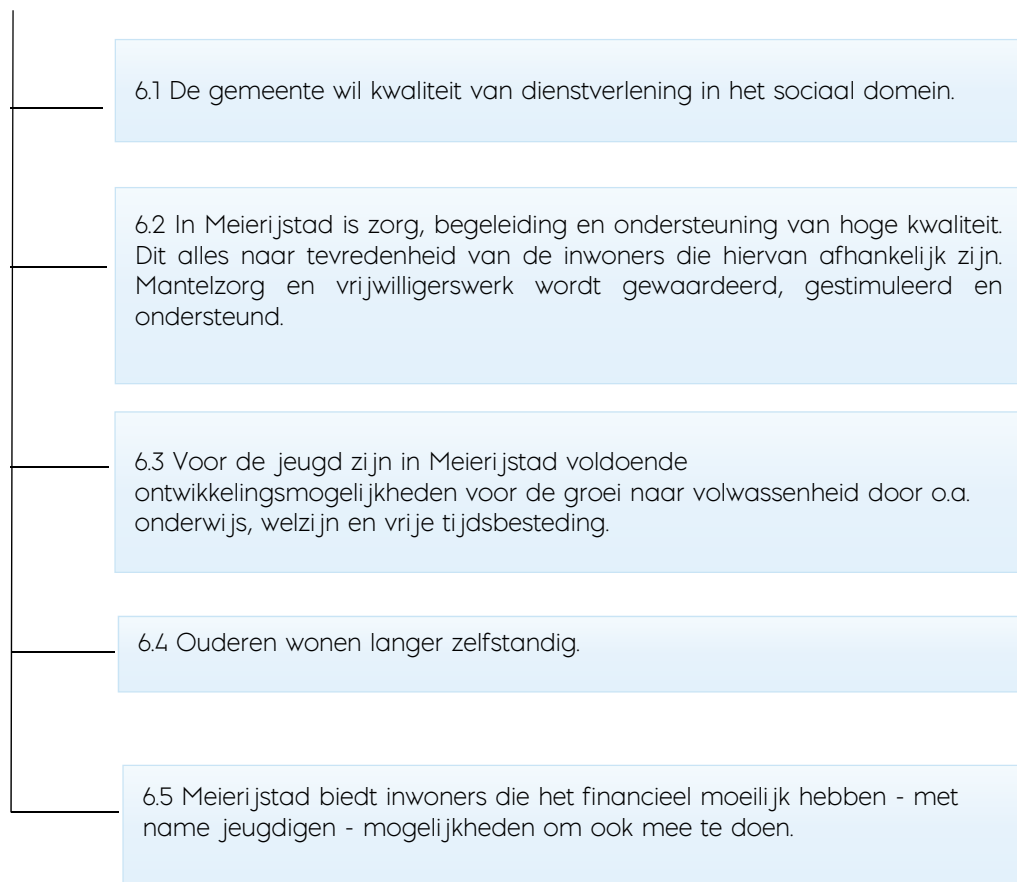 6.1 De gemeente wil kwaliteit van dienstverlening in het sociaal domein.
6.2 In Meierijstad is zorg, begeleiding en ondersteuning van hoge kwaliteit.
Dit alles naar tevredenheid van de inwoners die hiervan afhankelijk zijn.
Mantelzorg en vrijwilligerswerk wordt gewaardeerd, gestimuleerd en
ondersteund.
6.3 Voor de jeugd zijn in Meierijstad voldoende
ontwikkelingsmogelijkheden voor de groei naar volwassenheid door o.a.
onderwijs, welzijn en vrije tijdsbesteding.
6.4 Ouderen wonen langer zelfstandig.
6.5 Meierijstad biedt inwoners die het financieel moeilijk hebben - met
name jeugdigen - mogelijkheden om ook mee te doen.